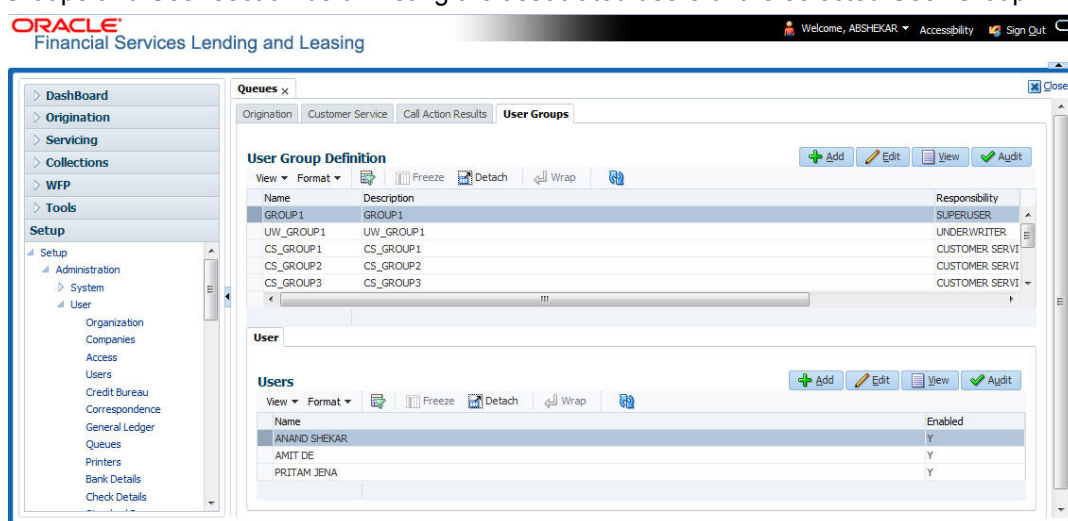 ORACLE
Financial Services Lending and Leasing
Welcome, ABSHEKAR Accessibility Sign Out
DashBoard
Origination
Servicing
Collections
WFP
Tools
Setup
Setup
Administration
System
User
Organization
Companies
Access
Users
Credit Bureau
Correspondence
General Ledger
Queues
Printers
Bank Details
Check Details
Queues x
Close
Origination Customer Service Call Action Results User Groups
User Group Definition
Add Edit View Audit
View Format Freeze Detach Wrap
Name Description Responsibility
GROUP1 GROUP1 SUPERUSER
UW_GROUP1 UW_GROUP1 UNDERWRITER
CS_GROUP1 CS_GROUP1 CUSTOMER SERVI
CS_GROUP2 CS_GROUP2 CUSTOMER SERVI
CS_GROUP3 CS_GROUP3 CUSTOMER SERVI
User
Users
Add Edit View Audit
View Format Freeze Detach Wrap
Name Enabled
ANAND SHEKAR Y
AMIT DE Y
PRITAM JENA Y